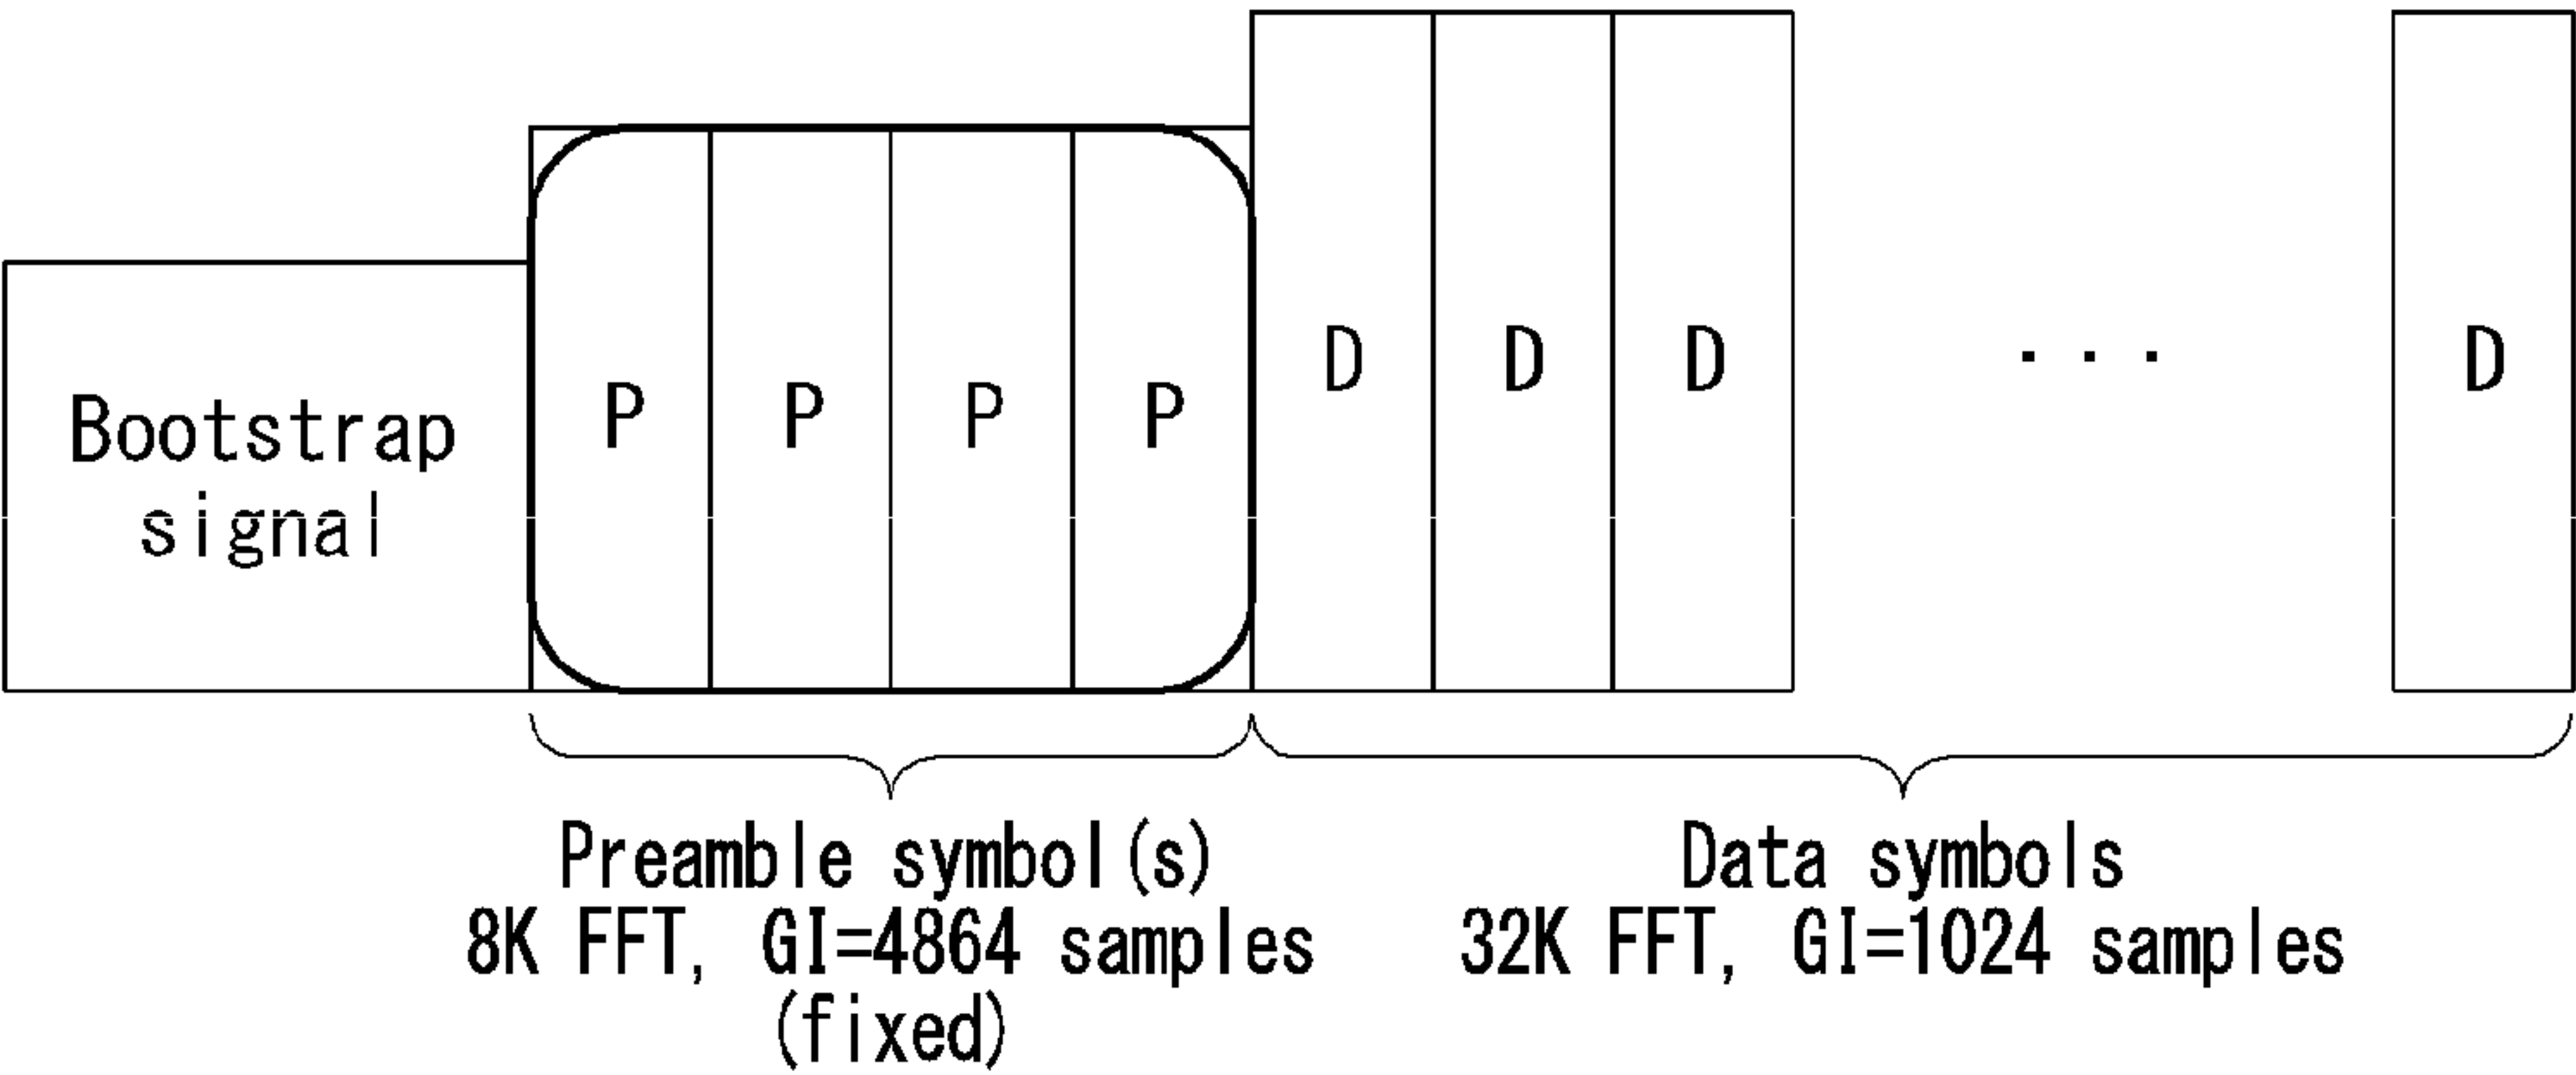 Bootstrap
signal
P P P P D D D ・・・ D
Preamble symbol(s)
8K FFT, GI=4864 samples
(fixed)
Data symbols
32K FFT, GI=1024 samples